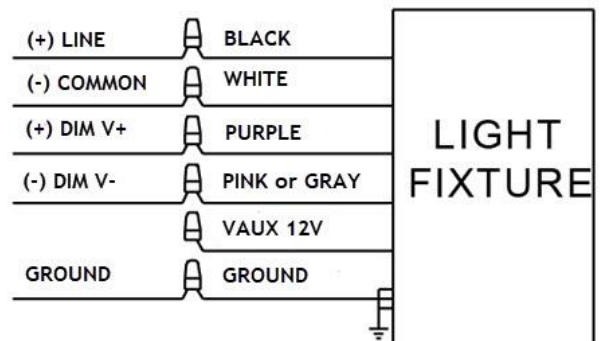 (+) LINE BLACK
(-) COMMON WHITE
(+) DIM V+ PURPLE
(-) DIM V- PINK or GRAY
VAUX 12V
GROUND GROUND
LIGHT
FIXTURE